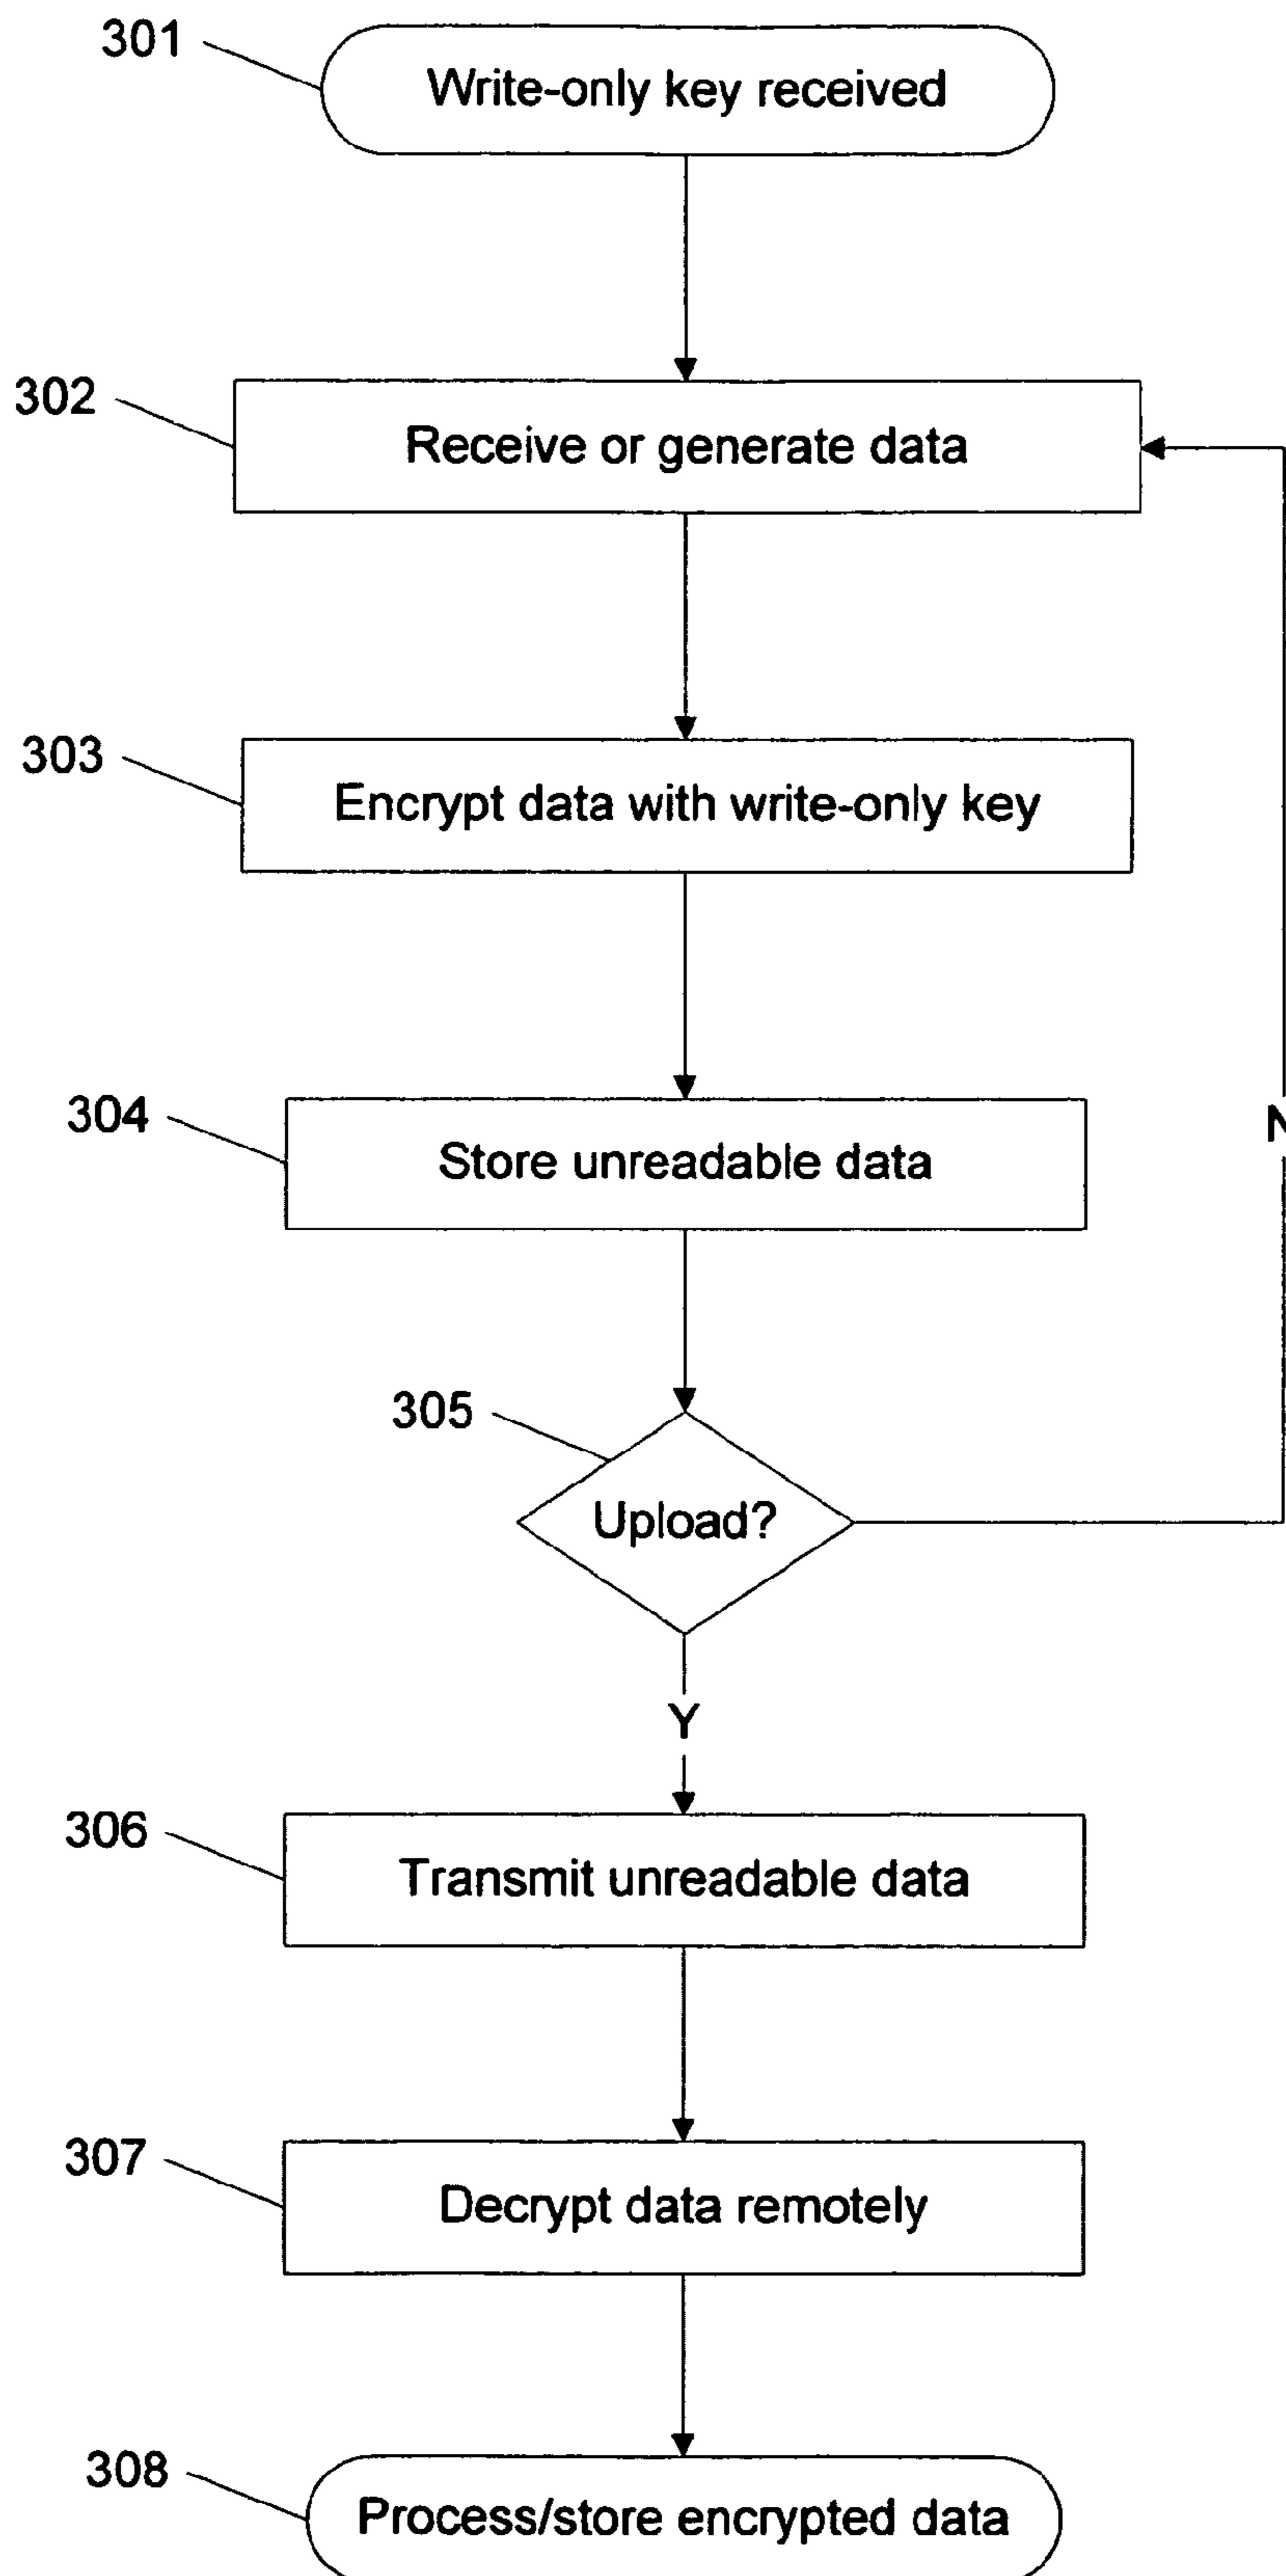 301
Write-only key received
302
Receive or generate data
303
Encrypt data with write-only key
304
Store unreadable data
N
305
Upload?
Y
306
Transmit unreadable data
307
Decrypt data remotely
308
Process/store encrypted data